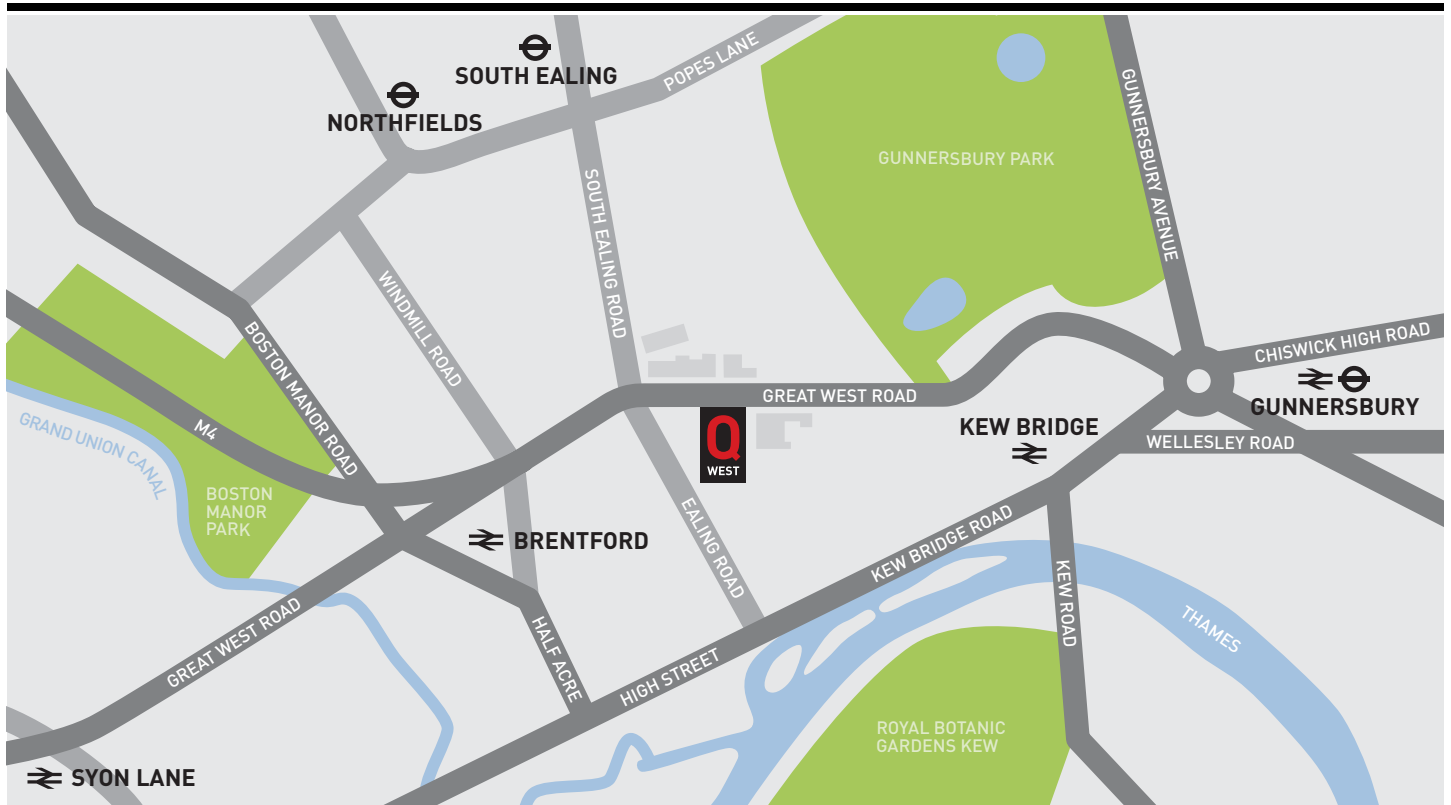 SOUTH EALING
POPES LANE
NORTHFIELDS
GUNNERSBURY PARK
GUNNERSBURY AVENUE
SOUTH EALING ROAD
WINDMILL ROAD
BOSTON MANOR ROAD
CHISWICK HIGH ROAD
GUNNERSBURY
GREAT WEST ROAD
M4
GRAND UNION CANAL
Q
WEST
KEW BRIDGE
WELLESLEY ROAD
BOSTON
MANOR
PARK
BRENTFORD
EALING ROAD
KEW BRIDGE ROAD
KEW ROAD
THAMES
GREAT WEST ROAD
HALF ACRE
HIGH STREET
ROYAL BOTANIC
GARDENS KEW
SYON LANE